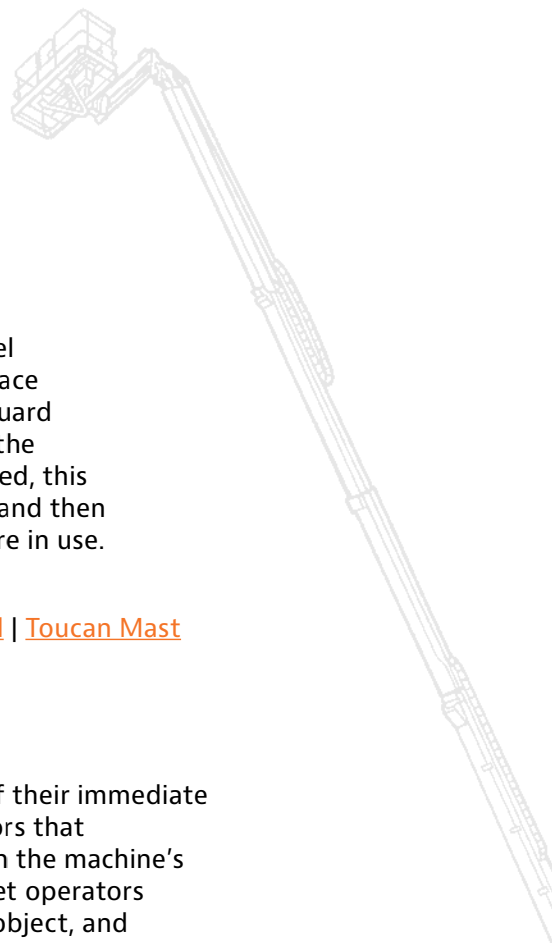 el
ace
uard
the
ed, this
and then
re in use.
l | Toucan Mast
f their immediate
ors that
n the machine's
et operators
object, and